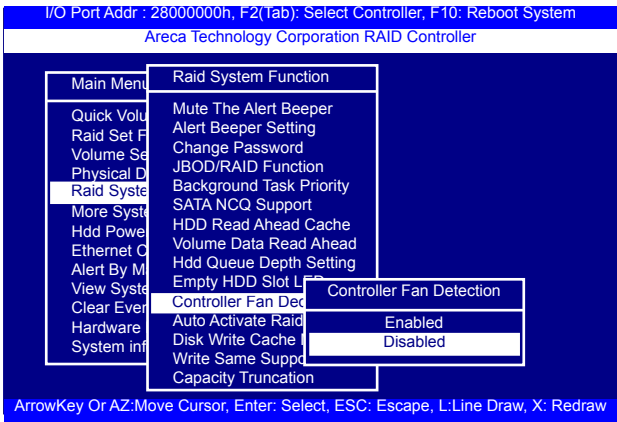 I/O Port Addr : 28000000h, F2(Tab): Select Controller, F10: Reboot System
Areca Technology Corporation RAID Controller
Main Menu
Quick Volu
Raid Set F
Volume Se
Physical D
Raid Syste
More Syste
Hdd Powe
Ethernet C
Alert By M
View Syste
Clear Even
Hardware
System inf
Raid System Function
Mute The Alert Beeper
Alert Beeper Setting
Change Password
JBOD/RAID Function
Background Task Priority
SATA NCQ Support
HDD Read Ahead Cache
Volume Data Read Ahead
Hdd Queue Depth Setting
Empty HDD Slot LED
Controller Fan Dec
Auto Activate Raid
Disk Write Cache
Write Same Suppo
Capacity Truncation
Controller Fan Detection
Enabled
Disabled
ArrowKey Or AZ:Move Cursor, Enter: Select, ESC: Escape, L:Line Draw, X: Redraw